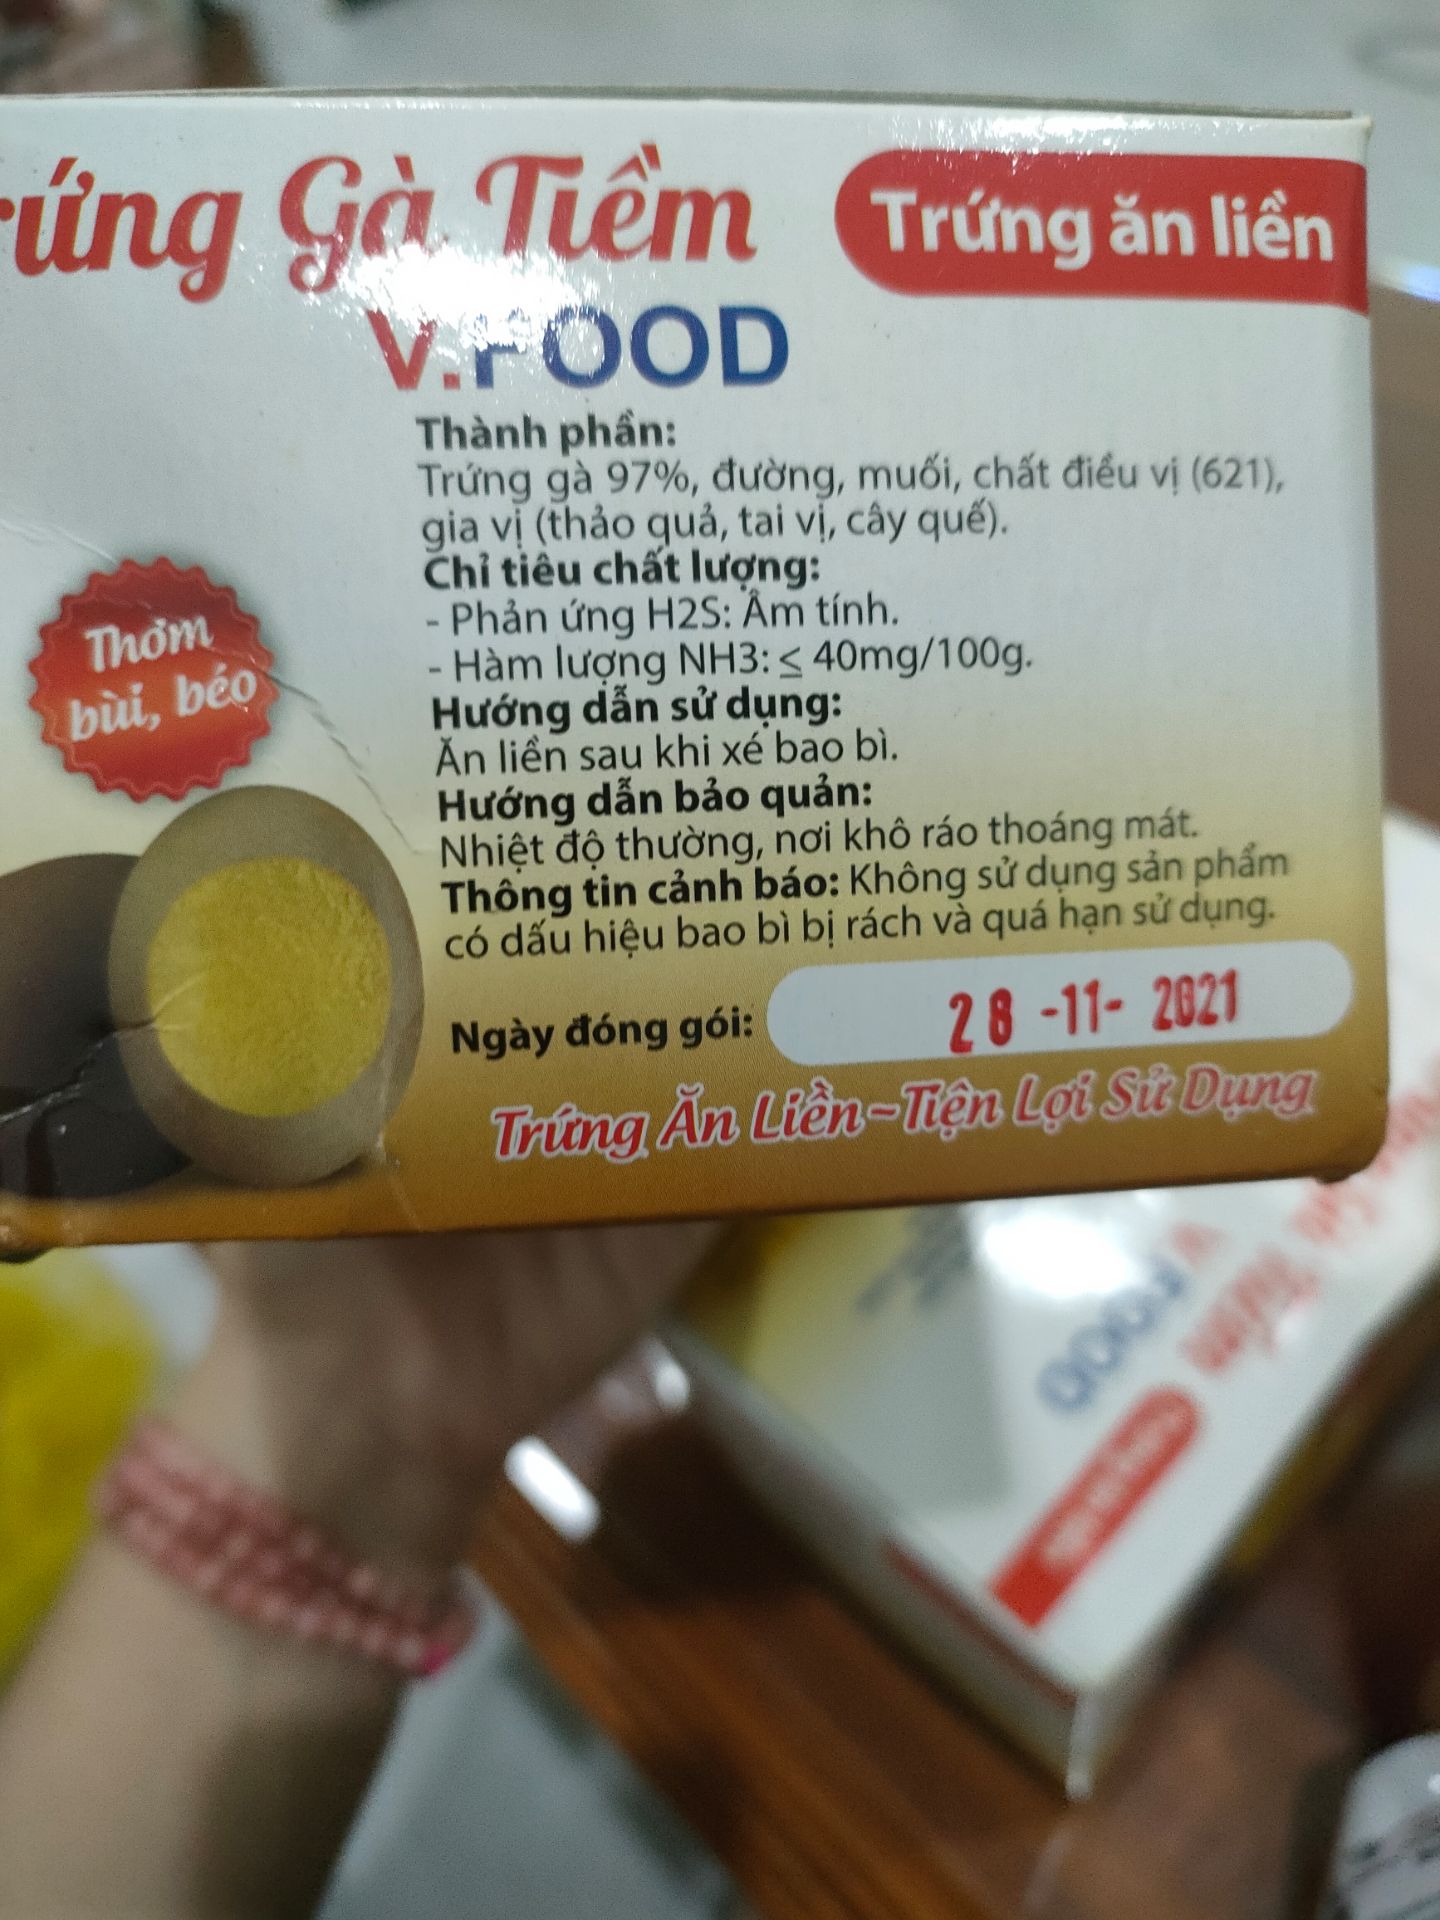 Gà Tiềm
Trứng ăn liền
V.FOOD
Thành phần:
Trứng gà 97%, đường, muối, chất điều vị (621),
gia vị (thảo quả, tai vị, cây quế).
Chỉ tiêu chất lượng:
- Phản ứng H2S: Âm tính.
- Hàm lượng NH3: ≤ 40mg/100g.
Hướng dẫn sử dụng:
Ăn liền sau khi xé bao bì.
Hướng dẫn bảo quản:
Nhiệt độ thường, nơi khô ráo thoáng mát.
Thông tin cảnh báo: Không sử dụng sản phẩm
có dấu hiệu bao bì bị rách và quá hạn sử dụng.
Thơm
bùi, béo
Ngày đóng gói: 28 -11- 2021
Trứng Ăn Liền~Tiện Lợi Sử Dụng